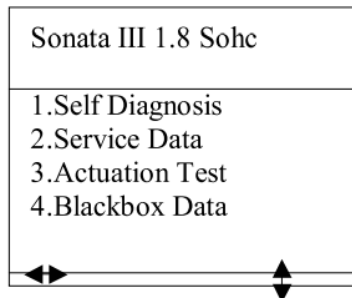 Sonata III 1.8 Sohc
1.Self Diagnosis
2.Service Data
3.Actuation Test
4.Blackbox Data